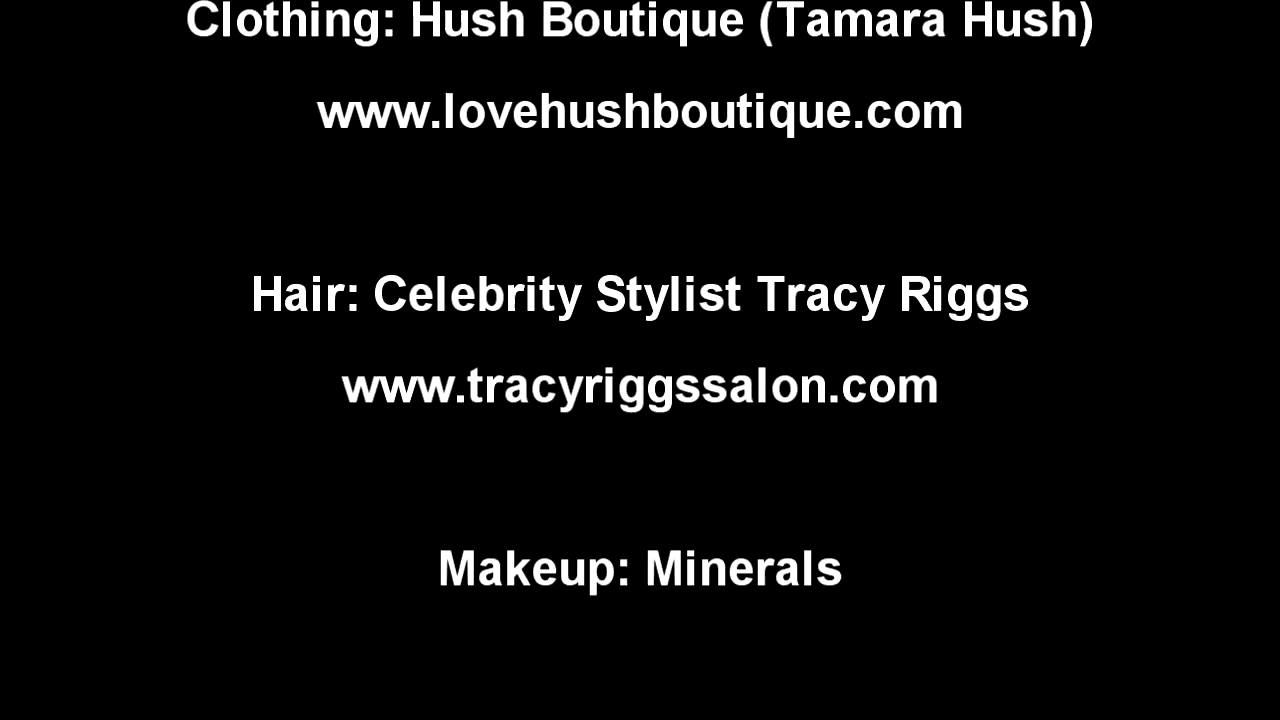 Clothing: Hush Boutique (Tamara Hush)
www.lovehushboutique.com
Hair: Celebrity Stylist Tracy Riggs
www.tracyriggssalon.com
Makeup: Minerals